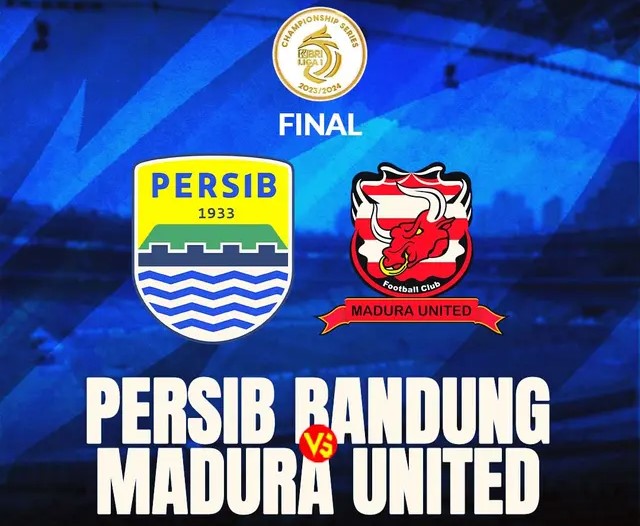 CHAMPIONSHIP SERIES
BRI
LIGA 1
2023/2024
FINAL
PERSIB
1933
Football Club
MADURA UNITED
PERSIB BANDUNG
VS
MADURA UNITED